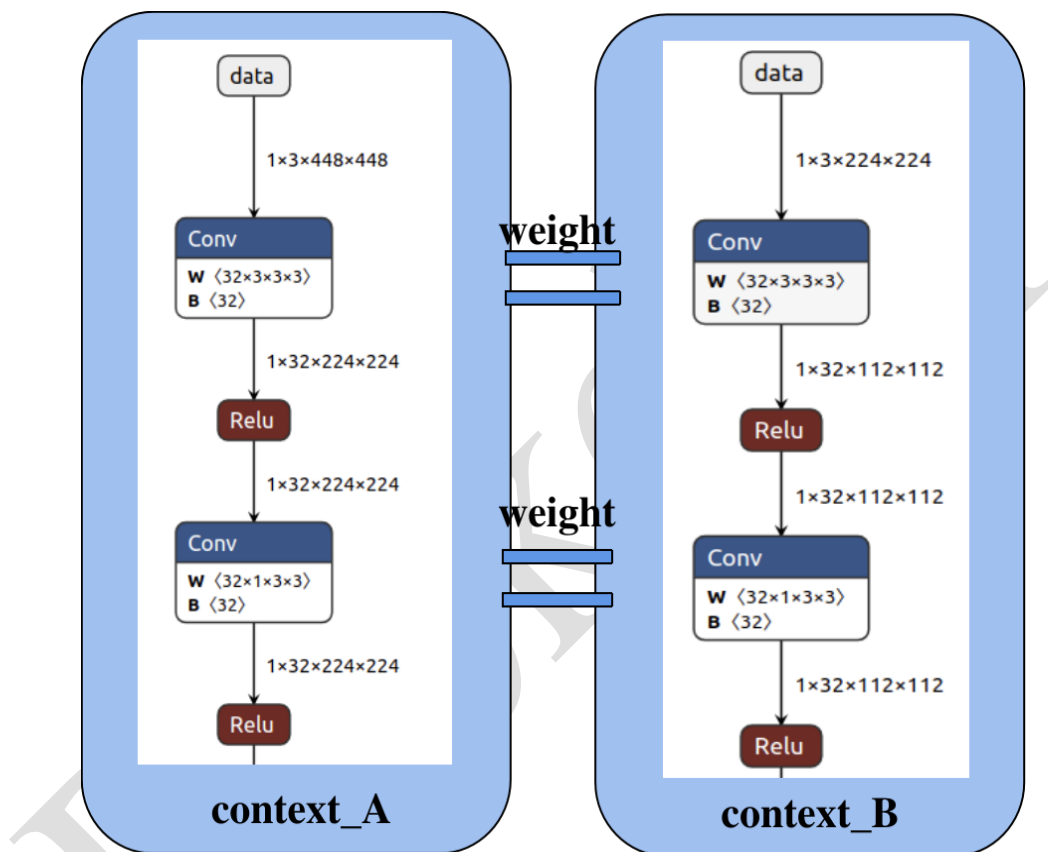 data
1×3×448×448
Conv
W ⟨32×3×3×3⟩
B ⟨32⟩
1×32×224×224
Relu
1×32×224×224
Conv
W ⟨32×1×3×3⟩
B ⟨32⟩
1×32×224×224
Relu
context_A
weight
weight
data
1×3×224×224
Conv
W ⟨32×3×3×3⟩
B ⟨32⟩
1×32×112×112
Relu
1×32×112×112
Conv
W ⟨32×1×3×3⟩
B ⟨32⟩
1×32×112×112
Relu
context_B